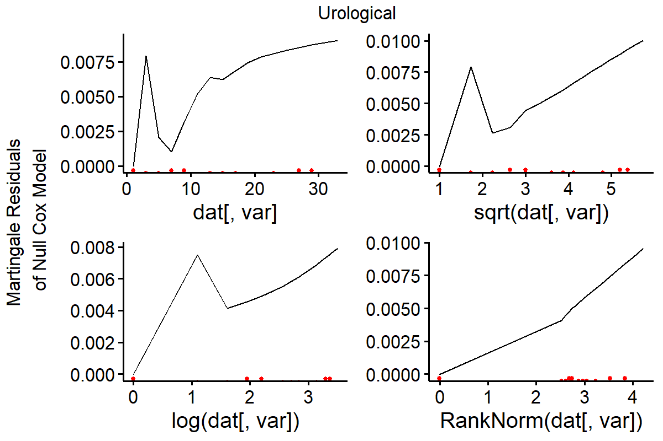 Urological
Martingale Residuals
of Null Cox Model
0.0075
0.0050
0.0025
0.0000
0 10 20 30
dat[, var]
0.0100
0.0075
0.0050
0.0025
0.0000
1 2 3 4 5
sqrt(dat[, var])
0.008
0.006
0.004
0.002
0.000
0 1 2 3
log(dat[, var])
0.0100
0.0075
0.0050
0.0025
0.0000
0 1 2 3 4
RankNorm(dat[, var])